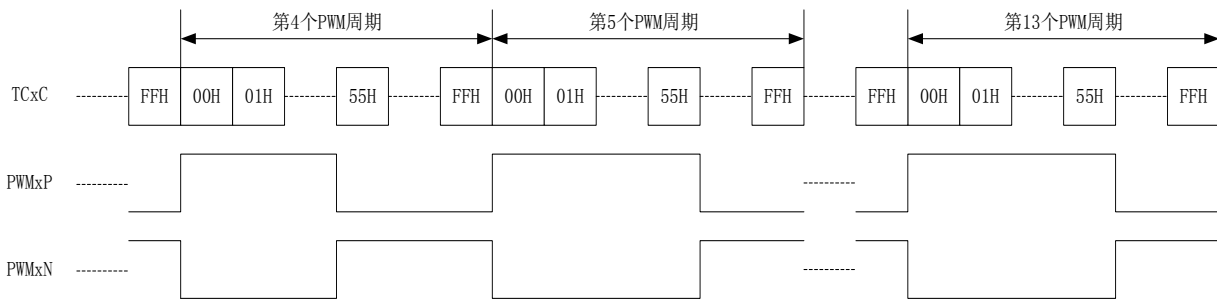 第4个PWM周期 第5个PWM周期 第13个PWM周期
TCxC FFH 00H 01H 55H FFH 00H 01H 55H FFH FFH 00H 01H 55H FFH
PWMxP
PWMxN